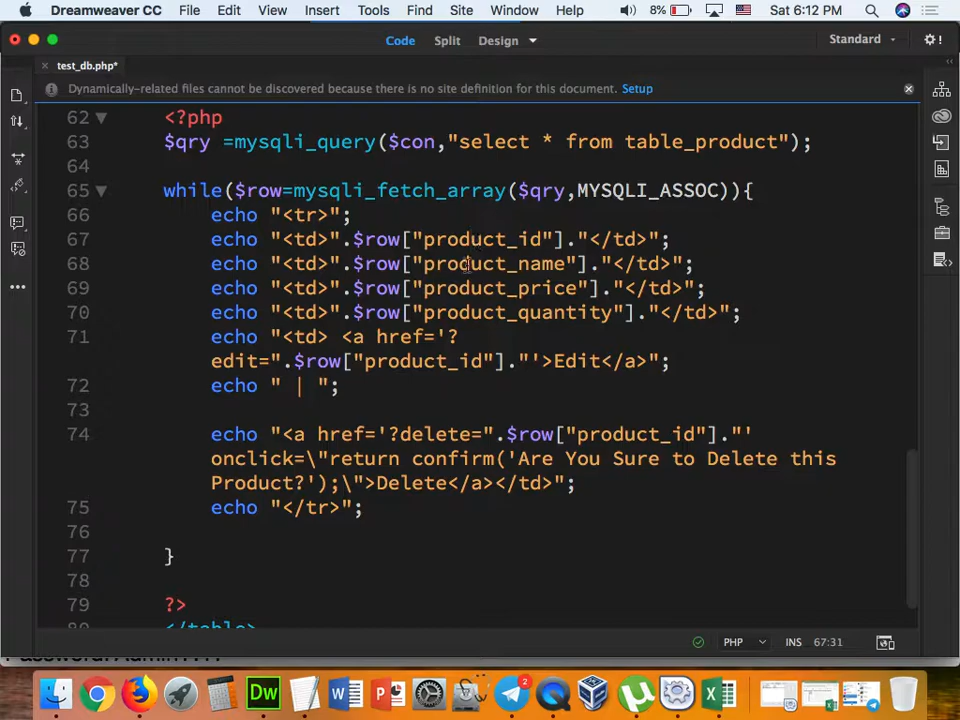 Dreamweaver CC File Edit View Insert Tools Find Site Window Help 8% Sat 6:12 PM
Code Split Design Standard
test_db.php*
Dynamically-related files cannot be discovered because there is no site definition for this document. Setup
62 <?php
63 $qry =mysqli_query($con,"select * from table_product");
64
65 while($row=mysqli_fetch_array($qry,MYSQLI_ASSOC)){
66 echo "<tr>";
67 echo "<td>".$row["product_id"]."</td>";
68 echo "<td>".$row["product_name"]."</td>";
69 echo "<td>".$row["product_price"]."</td>";
70 echo "<td>".$row["product_quantity"]."</td>";
71 echo "<td> <a href='?
edit=".$row["product_id"]."'>Edit</a>";
72 echo " | ";
73
74 echo "<a href='?delete=".$row["product_id"]."'
onclick=\"return confirm('Are You Sure to Delete this
Product?');\">Delete</a></td>";
75 echo "</tr>";
76
77 }
78
79 ?>
80 </table>
PHP INS 67:31
Dw W P 2 X